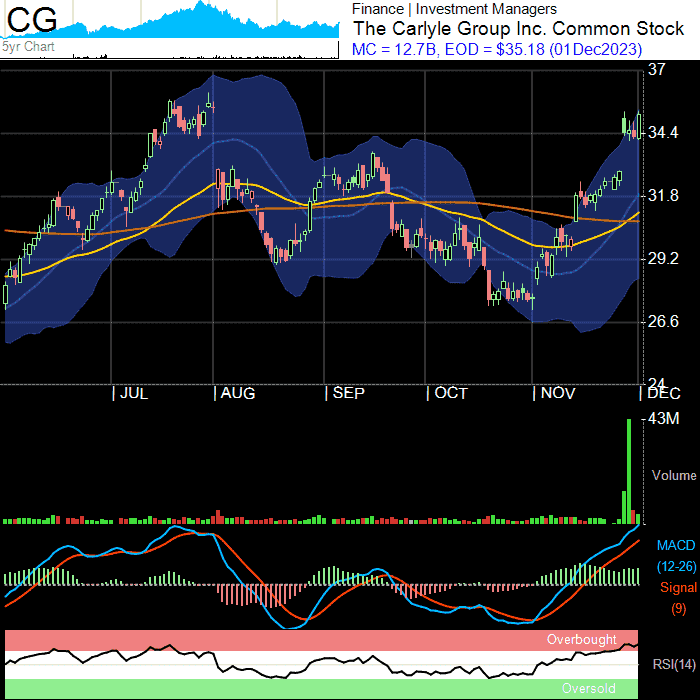 CG
5yr Chart
Finance | Investment Managers
The Carlyle Group Inc. Common Stock
MC = 12.7B, EOD = $35.18 (01Dec2023)
37
34.4
31.8
29.2
26.6
24
JUL AUG SEP OCT NOV DEC
43M
Volume
MACD
(12-26)
Signal
(9)
Overbought
RSI(14)
Oversold